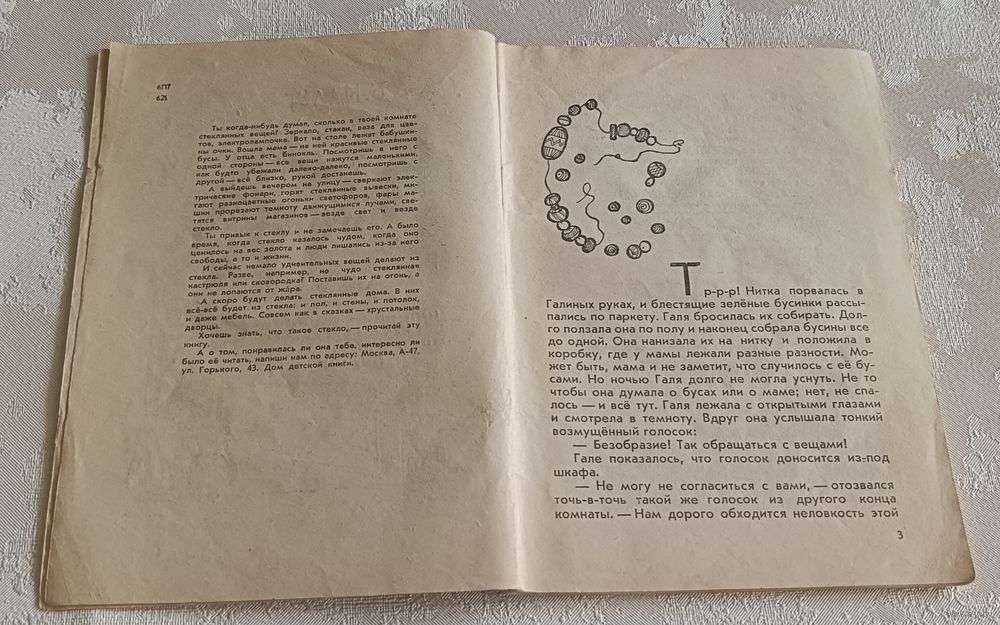 6П7
621
Ты когда-нибудь думал, сколько в твоей комнате
стеклянных вещей? Зеркало, стакан, ваза для цве-
тов, электролампочка. Вот на столе лежат бабушки-
ны очки. Вошла мама — на ней красивые стеклянные
бусы. У отца есть бинокль. Посмотришь в него с
одной стороны — все вещи кажутся маленькими,
как будто убежали далеко-далеко, посмотришь с
другой — всё близко, рукой достанешь.
А выйдешь вечером на улицу — сверкают элек-
трические фонари, горят стеклянные вывески, ми-
гают разноцветные огоньки светофоров, фары ма-
шин прорезают темноту движущимися лучами, све-
тятся витрины магазинов — везде свет и везде
стекло.
Ты привык к стеклу и не замечаешь его. А было
время, когда стекло казалось чудом, когда оно
ценилось на вес золота и люди лишались из-за него
свободы, а то и жизни.
И сейчас немало удивительных вещей делают из
стекла. Разве, например, не чудо стеклянная
кастрюля или сковородка? Поставишь их на огонь, а
они не лопаются от жара.
А скоро будут делать стеклянные дома. В них
всё-всё будет из стекла: и пол, и стены, и потолок,
и даже мебель. Совсем как в сказках — хрустальные
дворцы.
Хочешь знать, что такое стекло, — прочитай эту
книгу.
А о том, понравилась ли она тебе, интересно ли
было её читать, напиши нам по адресу: Москва, А-47,
ул. Горького, 43. Дом детской книги.
Тр-р-р! Нитка порвалась в
Галиных руках, и блестящие зелёные бусинки рассы-
пались по паркету. Галя бросилась их собирать. Дол-
го ползала она по полу и наконец собрала бусины все
до одной. Она нанизала их на нитку и положила в
коробку, где у мамы лежали разные разности. Мо-
жет быть, мама и не заметит, что случилось с её бу-
сами. Но ночью Галя долго не могла уснуть. Не то
чтобы она думала о бусах или о маме; нет, не спа-
лось — и всё тут. Галя лежала с открытыми глазами
и смотрела в темноту. Вдруг она услышала тонкий
возмущённый голосок:
— Безобразие! Так обращаться с вещами!
Гале показалось, что голосок доносится из-под
шкафа.
— Не могу не согласиться с вами, — отозвался
точь-в-точь такой же голосок из другого конца
комнаты. — Нам дорого обходится неловкость этой
3